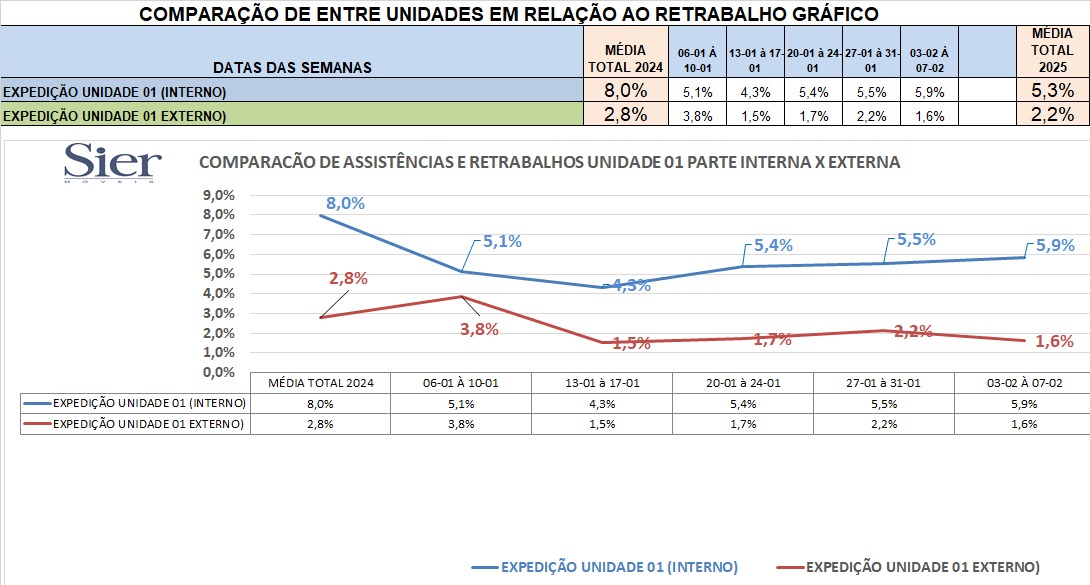 COMPARAÇÃO DE ENTRE UNIDADES EM RELAÇÃO AO RETRABALHO GRÁFICO
DATAS DAS SEMANAS MÉDIA TOTAL 2024 06-01 À 10-01 13-01 à 17-01 20-01 à 24-01 27-01 à 31-01 03-02 À 07-02 MÉDIA TOTAL 2025
EXPEDIÇÃO UNIDADE 01 (INTERNO) 8,0% 5,1% 4,3% 5,4% 5,5% 5,9% 5,3%
EXPEDIÇÃO UNIDADE 01 EXTERNO) 2,8% 3,8% 1,5% 1,7% 2,2% 1,6% 2,2%
Sier
MÓVEIS
COMPARACÃO DE ASSISTÊNCIAS E RETRABALHOS UNIDADE 01 PARTE INTERNA X EXTERNA
9,0%
8,0%
7,0%
6,0%
5,0%
4,0%
3,0%
2,0%
1,0%
0,0%
8,0%
5,1%
4,3%
5,4%
5,5%
5,9%
2,8%
3,8%
1,5%
1,7%
2,2%
1,6%
MÉDIA TOTAL 2024 06-01 À 10-01 13-01 à 17-01 20-01 à 24-01 27-01 à 31-01 03-02 À 07-02
EXPEDIÇÃO UNIDADE 01 (INTERNO) 8,0% 5,1% 4,3% 5,4% 5,5% 5,9%
EXPEDIÇÃO UNIDADE 01 EXTERNO) 2,8% 3,8% 1,5% 1,7% 2,2% 1,6%
EXPEDIÇÃO UNIDADE 01 (INTERNO) EXPEDIÇÃO UNIDADE 01 EXTERNO)